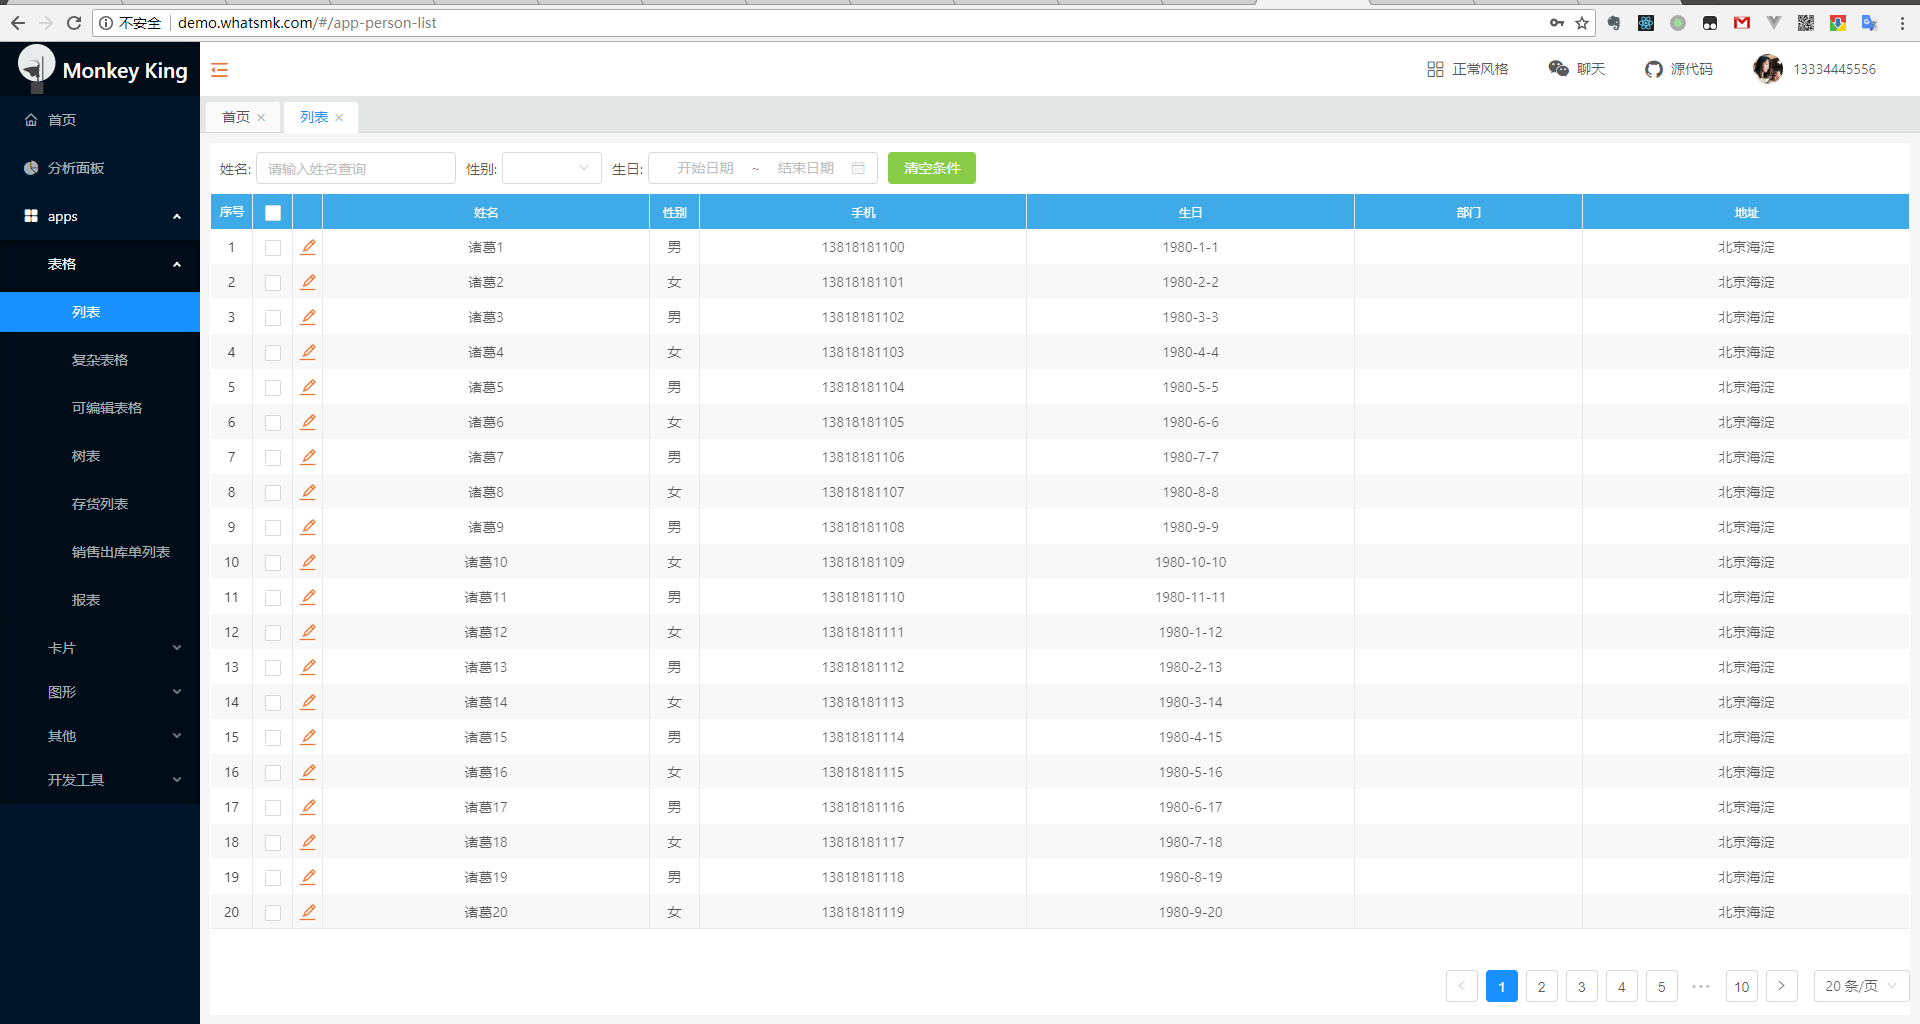 不安全 demo.whatsmk.com/#/app-person-list
Monkey King
正常风格 聊天 源代码 13334445556
首页
分析面板
apps
表格
列表
复杂表格
可编辑表格
树表
存货列表
销售出库单列表
报表
卡片
图形
其他
开发工具
首页 列表
姓名: 请输入姓名查询 性别: 生日: 开始日期 ~ 结束日期 清空条件
序号 姓名 性别 手机 生日 部门 地址
1 诸葛1 男 13818181100 1980-1-1 北京海淀
2 诸葛2 女 13818181101 1980-2-2 北京海淀
3 诸葛3 男 13818181102 1980-3-3 北京海淀
4 诸葛4 女 13818181103 1980-4-4 北京海淀
5 诸葛5 男 13818181104 1980-5-5 北京海淀
6 诸葛6 女 13818181105 1980-6-6 北京海淀
7 诸葛7 男 13818181106 1980-7-7 北京海淀
8 诸葛8 女 13818181107 1980-8-8 北京海淀
9 诸葛9 男 13818181108 1980-9-9 北京海淀
10 诸葛10 女 13818181109 1980-10-10 北京海淀
11 诸葛11 男 13818181110 1980-11-11 北京海淀
12 诸葛12 女 13818181111 1980-1-12 北京海淀
13 诸葛13 男 13818181112 1980-2-13 北京海淀
14 诸葛14 女 13818181113 1980-3-14 北京海淀
15 诸葛15 男 13818181114 1980-4-15 北京海淀
16 诸葛16 女 13818181115 1980-5-16 北京海淀
17 诸葛17 男 13818181116 1980-6-17 北京海淀
18 诸葛18 女 13818181117 1980-7-18 北京海淀
19 诸葛19 男 13818181118 1980-8-19 北京海淀
20 诸葛20 女 13818181119 1980-9-20 北京海淀
< 1 2 3 4 5 ••• 10 > 20 条/页